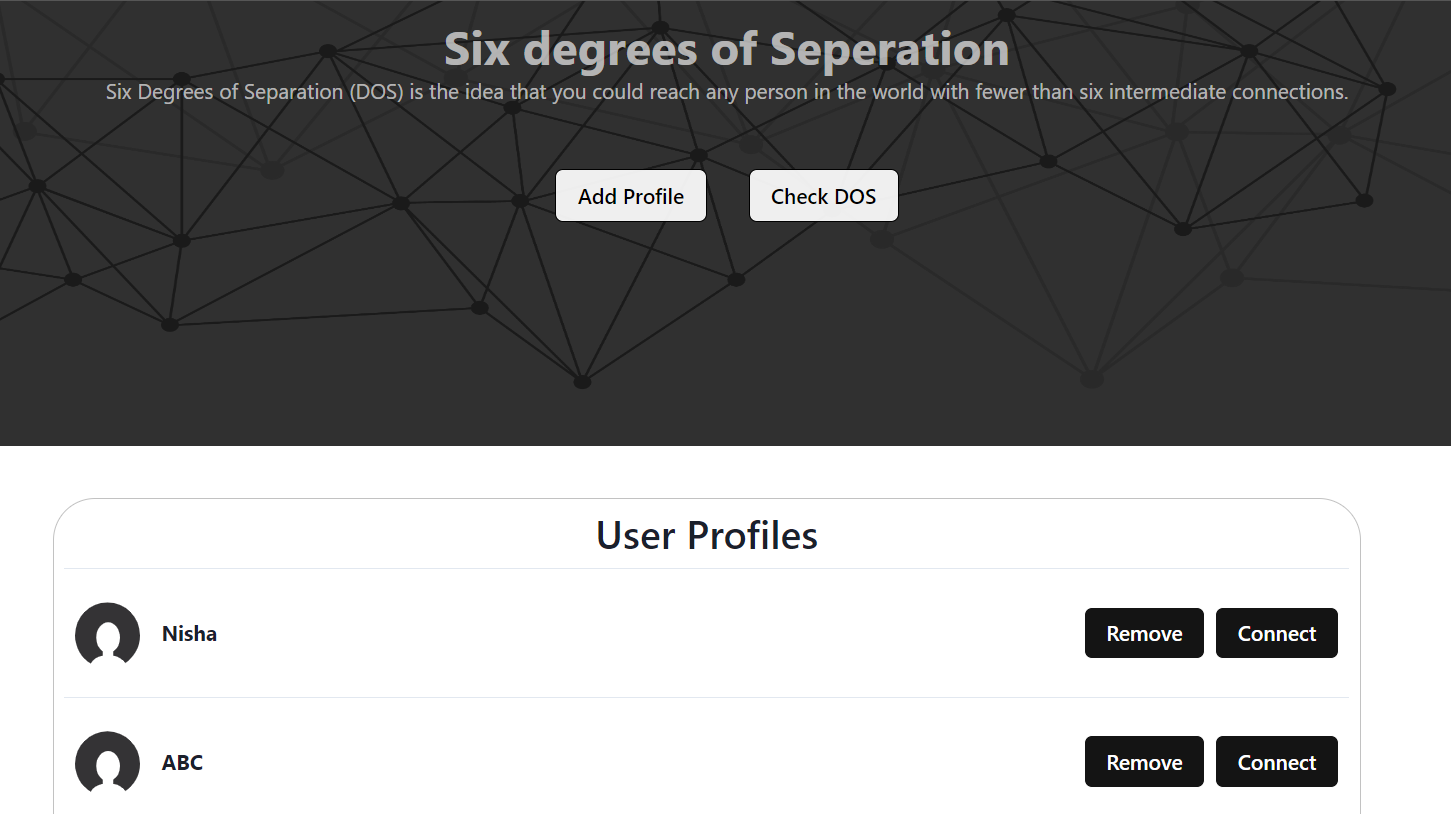 Six degrees of Seperation
Six Degrees of Separation (DOS) is the idea that you could reach any person in the world with fewer than six intermediate connections.
Add Profile Check DOS
User Profiles
Nisha Remove Connect
ABC Remove Connect